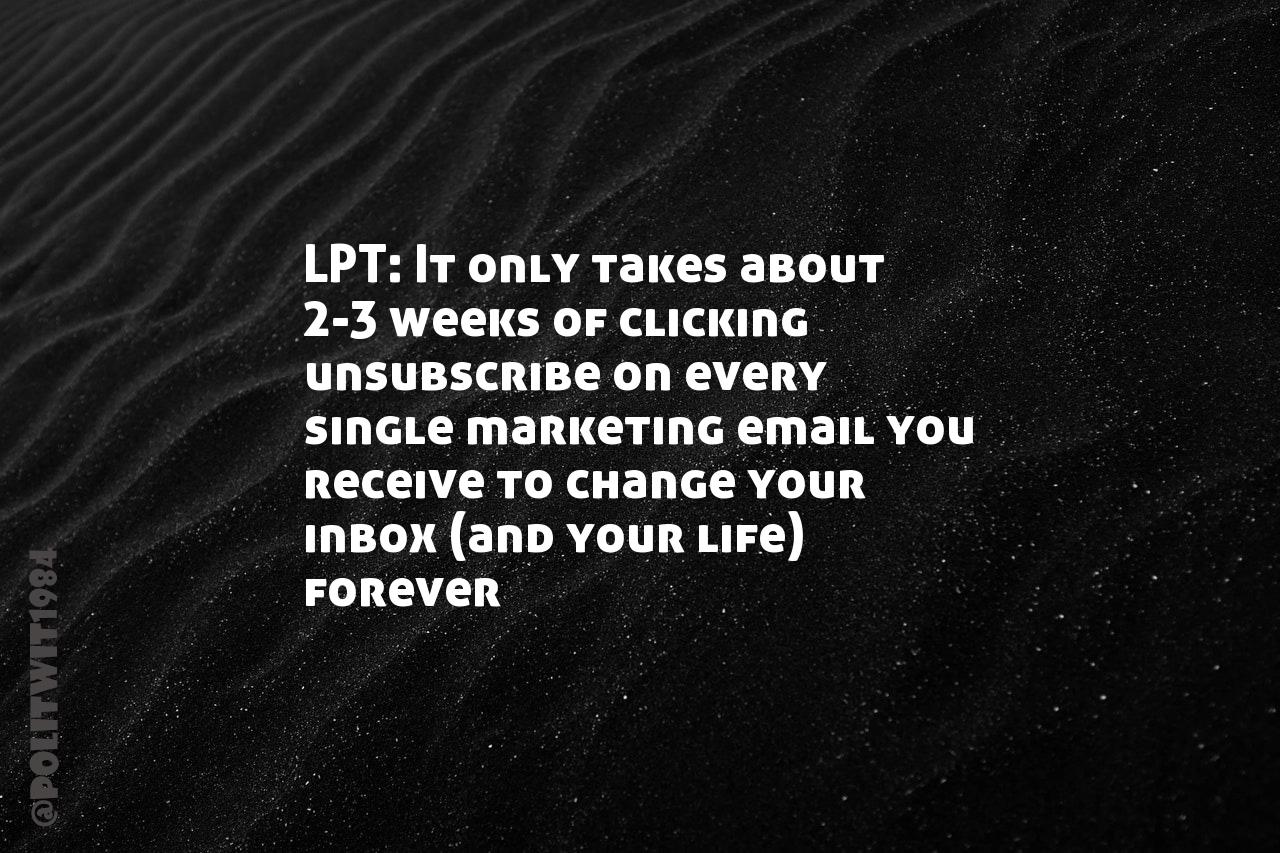 LPT: It only takes about
2-3 weeks of clicking
unsubscribe on every
single marketing email you
receive to change your
inbox (and your life)
forever
@POLITWIT1984